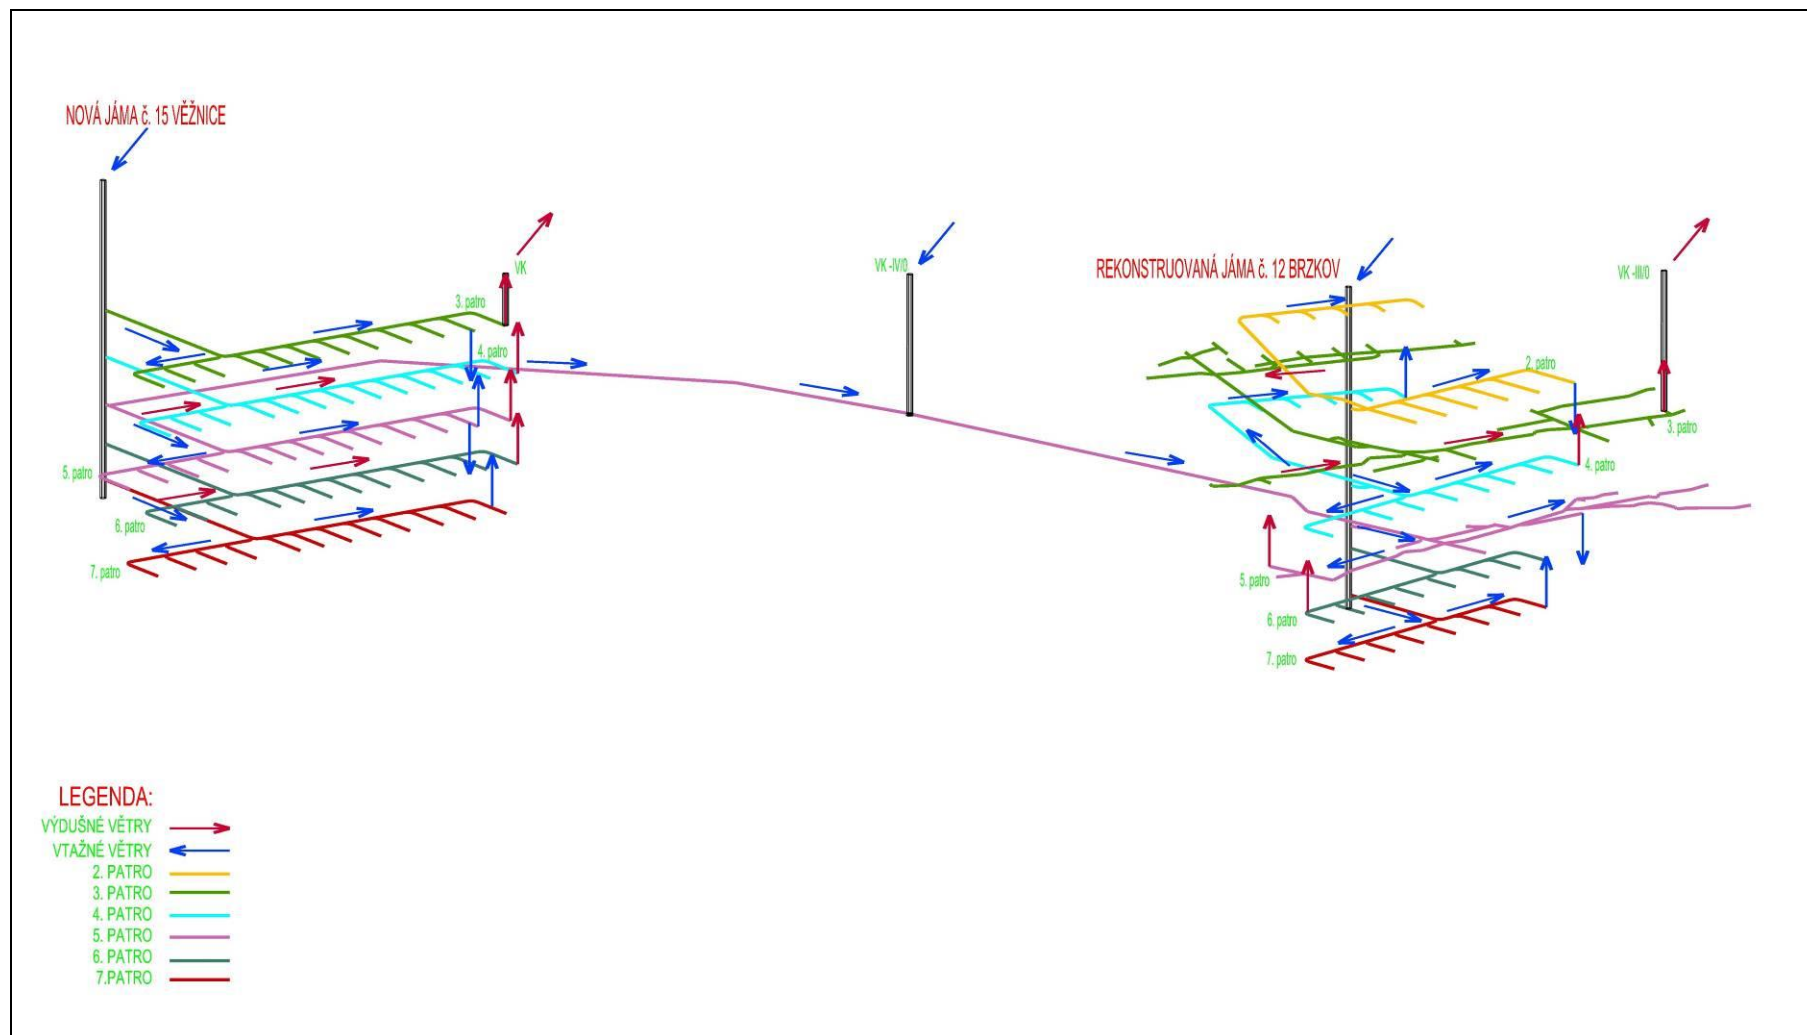 NOVÁ JÁMA č. 15 VĚŽNICE
VK
3. patro
4. patro
5. patro
6. patro
7. patro
VK -IV/0
REKONSTRUOVANÁ JÁMA č. 12 BRZKOV
VK -III/0
2. patro
3. patro
4. patro
5. patro
6. patro
7. patro
LEGENDA:
VÝDUŠNÉ VĚTRY
VTAŽNÉ VĚTRY
2. PATRO
3. PATRO
4. PATRO
5. PATRO
6. PATRO
7.PATRO